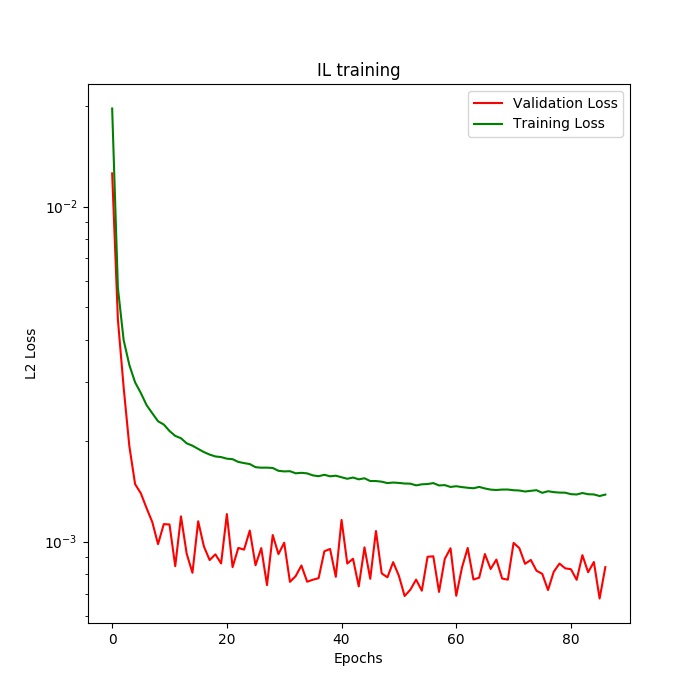 IL training
Validation Loss
Training Loss
10⁻²
10⁻³
L2 Loss
0 20 40 60 80
Epochs